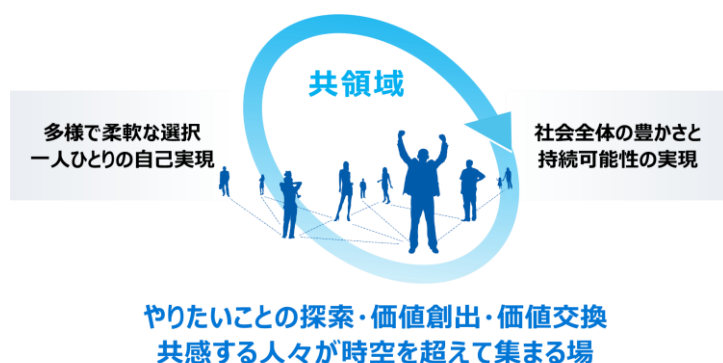 共領域
多様で柔軟な選択
一人ひとりの自己実現
社会全体の豊かさと
持続可能性の実現
やりたいことの探索・価値創出・価値交換
共感する人々が時空を超えて集まる場